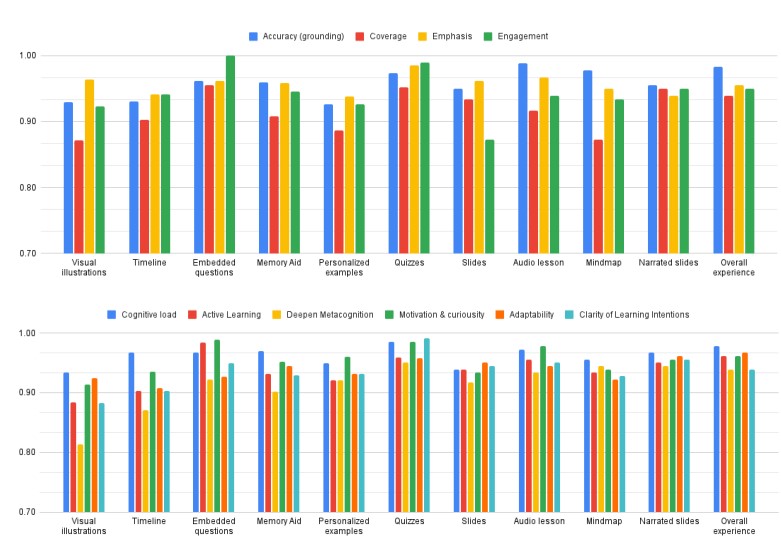 Accuracy (grounding) Coverage Emphasis Engagement
1.00
0.90
0.80
0.70
Visual illustrations Timeline Embedded questions Memory Aid Personalized examples Quizzes Slides Audio lesson Mindmap Narrated slides Overall experience
Cognitive load Active Learning Deepen Metacognition Motivation & couriousity Adaptability Clarity of Learning Intentions
1.00
0.90
0.80
0.70
Visual illustrations Timeline Embedded questions Memory Aid Personalized examples Quizzes Slides Audio lesson Mindmap Narrated slides Overall experience